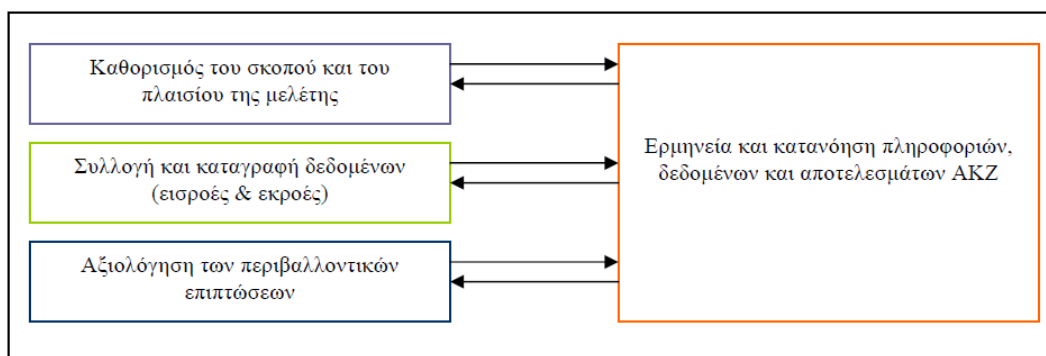 Καθορισμός του σκοπού και του
πλαισίου της μελέτης
Συλλογή και καταγραφή δεδομένων
(εισροές & εκροές)
Αξιολόγηση των περιβαλλοντικών
επιπτώσεων
Ερμηνεία και κατανόηση πληροφοριών,
δεδομένων και αποτελεσμάτων ΑΚΖ